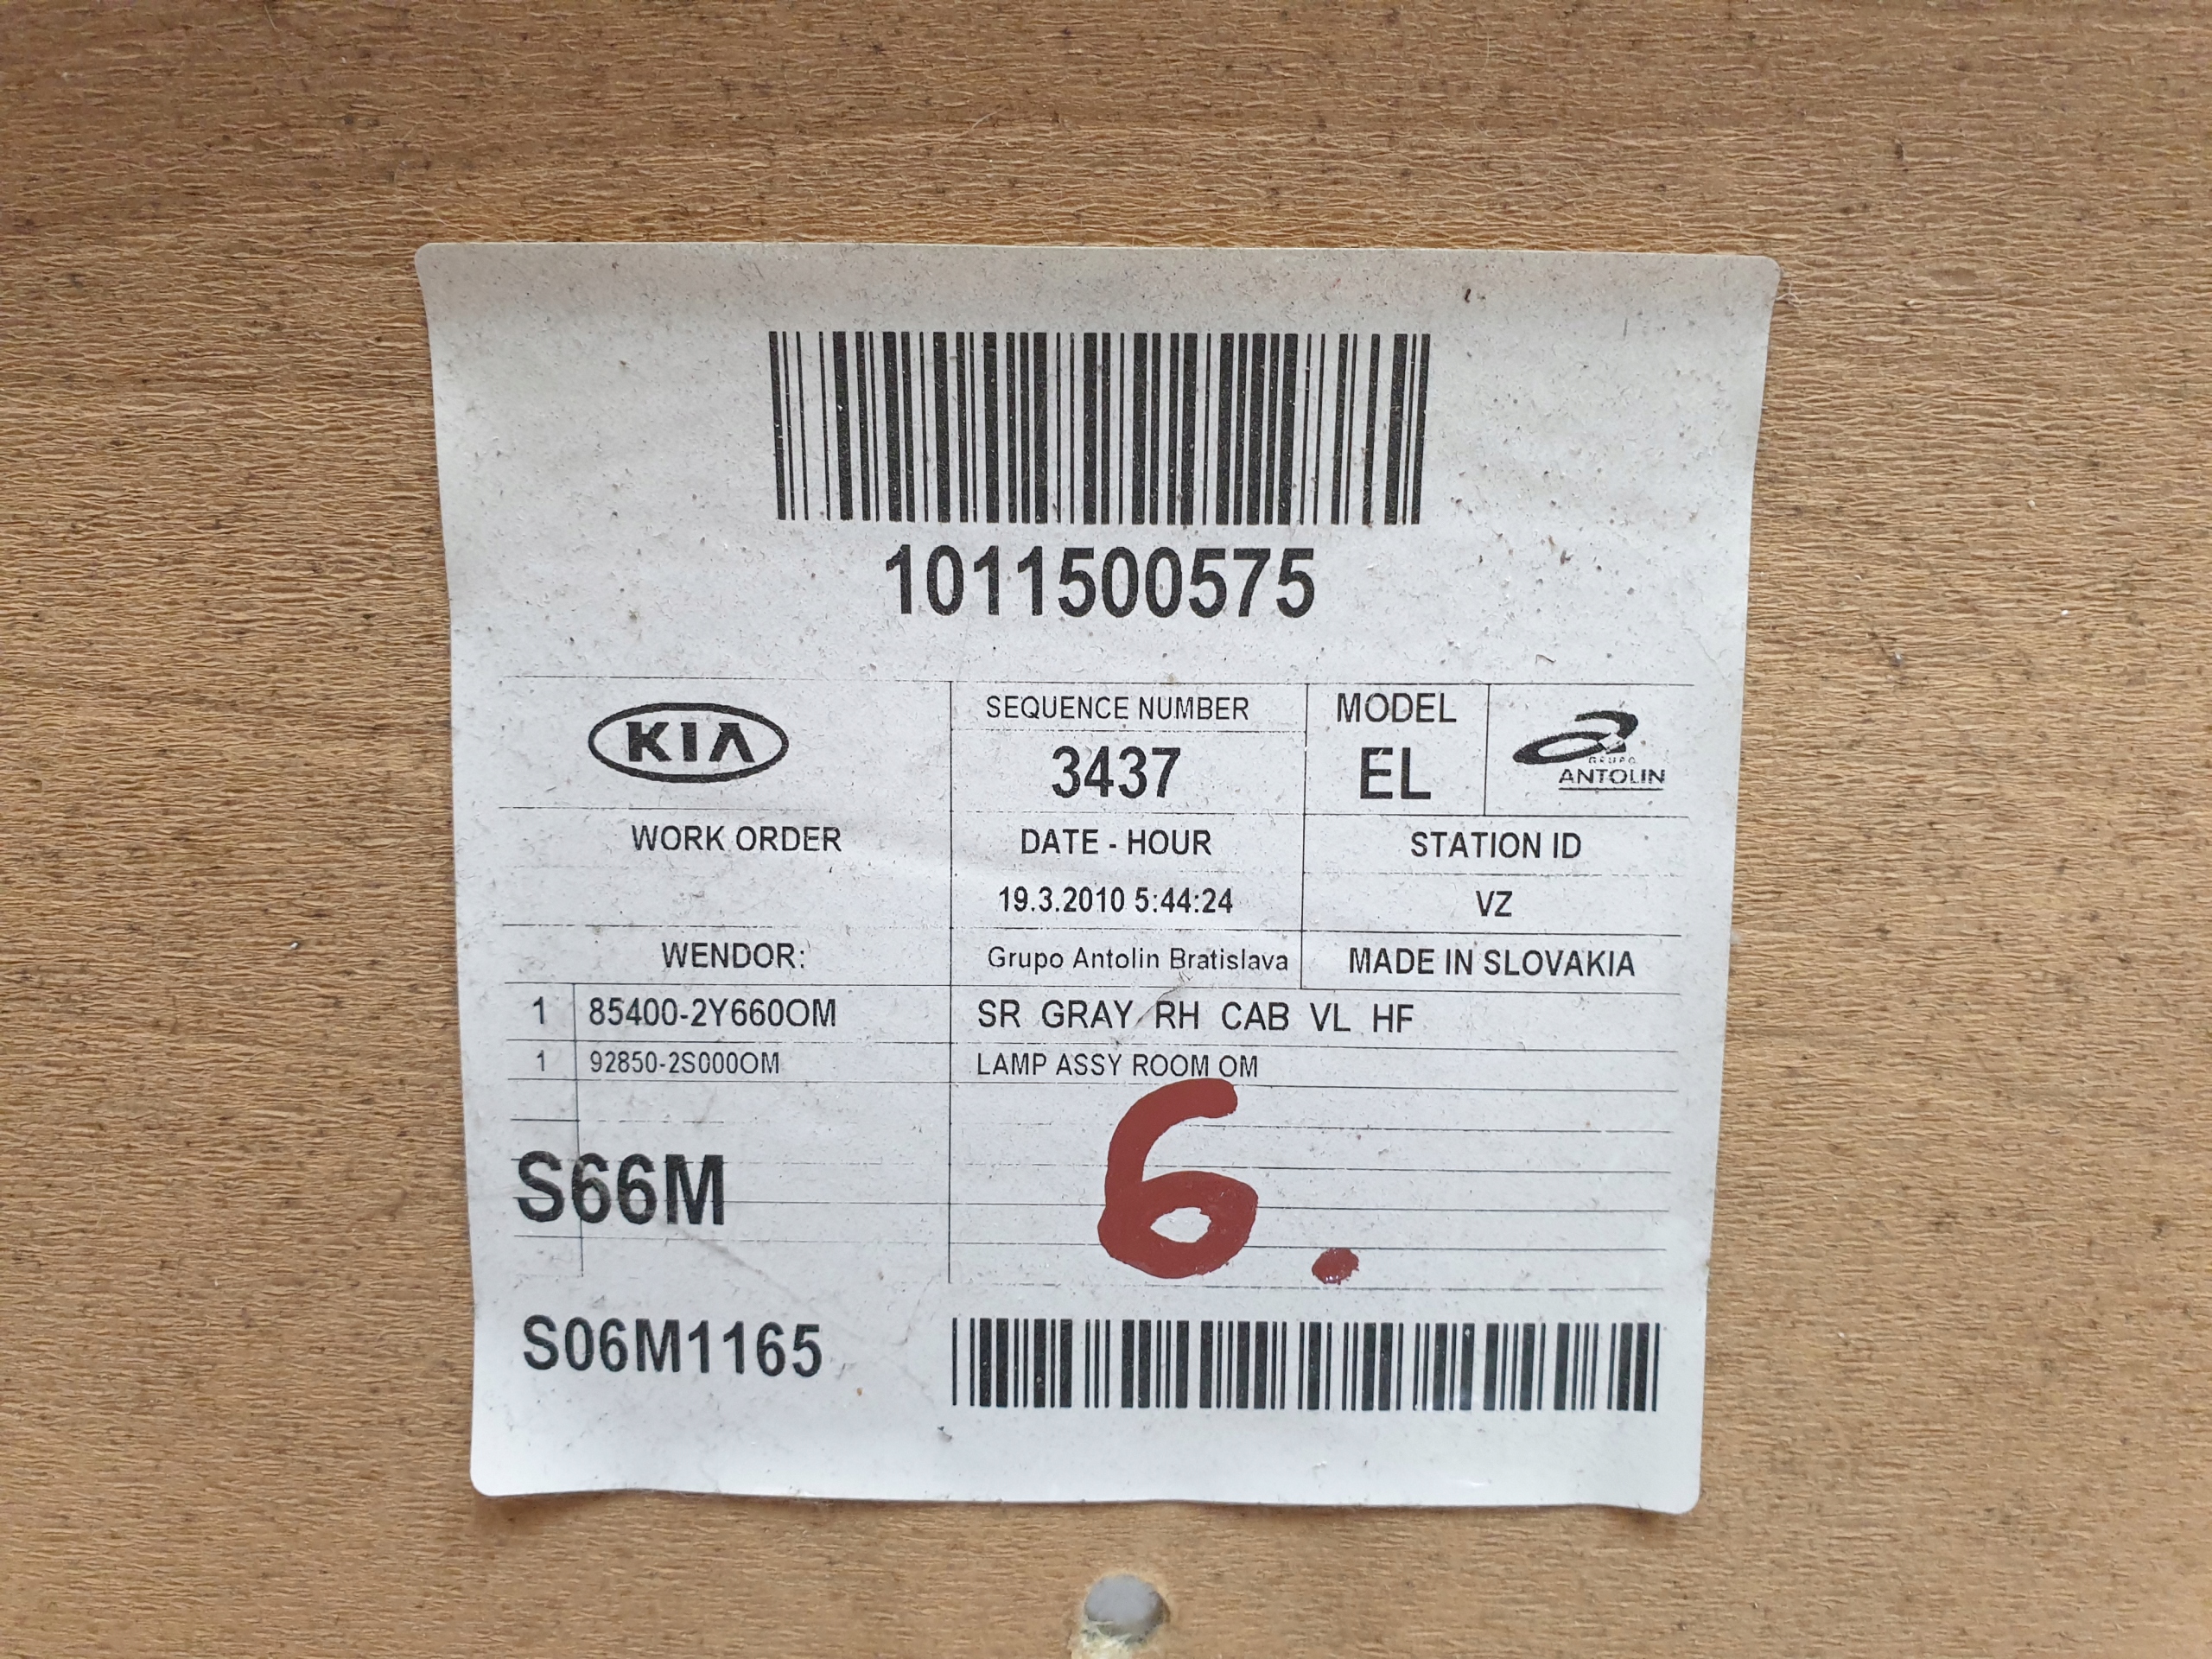 1011500575
KIA
SEQUENCE NUMBER
3437
MODEL
EL
GRUPO
ANTOLIN
WORK ORDER
DATE - HOUR
STATION ID
19.3.2010 5:44:24
VZ
WENDOR:
Grupo Antolin Bratislava
MADE IN SLOVAKIA
1 85400-2Y660OM SR GRAY RH CAB VL HF
1 92850-2S000OM LAMP ASSY ROOM OM
6.
S66M
S06M1165